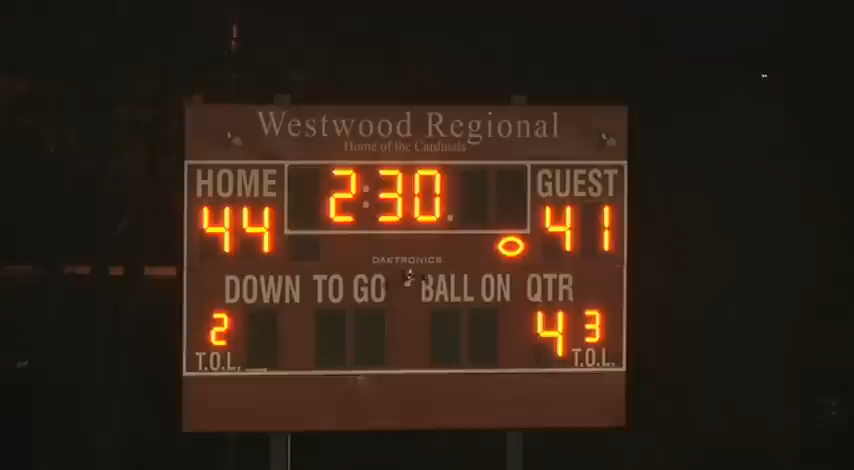 Westwood Regional
Home of the Cardinals
HOME 2:30. GUEST
44 41
DAKTRONICS
DOWN TO GO BALL ON QTR
2 4 3
T.O.L. T.O.L.